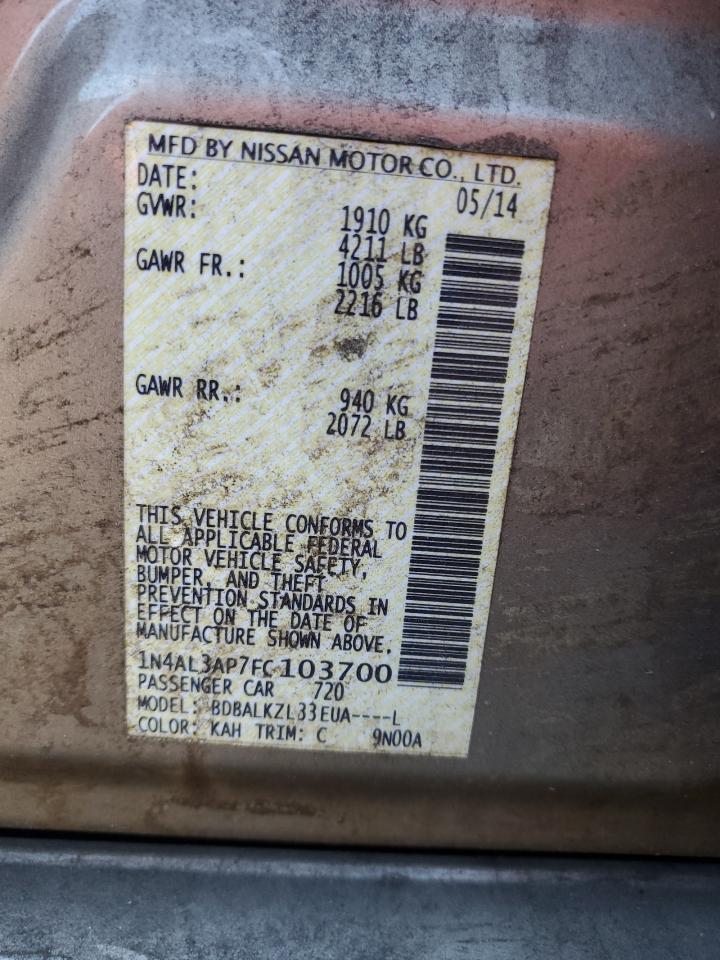 MFD BY NISSAN MOTOR CO., LTD.
DATE: 05/14
GVWR: 1910 KG
4211 LB
GAWR FR.: 1005 KG
2216 LB
GAWR RR.: 940 KG
2072 LB
THIS VEHICLE CONFORMS TO
ALL APPLICABLE FEDERAL
MOTOR VEHICLE SAFETY,
BUMPER, AND THEFT
PREVENTION STANDARDS IN
EFFECT ON THE DATE OF
MANUFACTURE SHOWN ABOVE.
1N4AL3AP7FC103700
PASSENGER CAR 720
MODEL: BDBALKZL33EUA----L
COLOR: KAH TRIM: C 9N00A